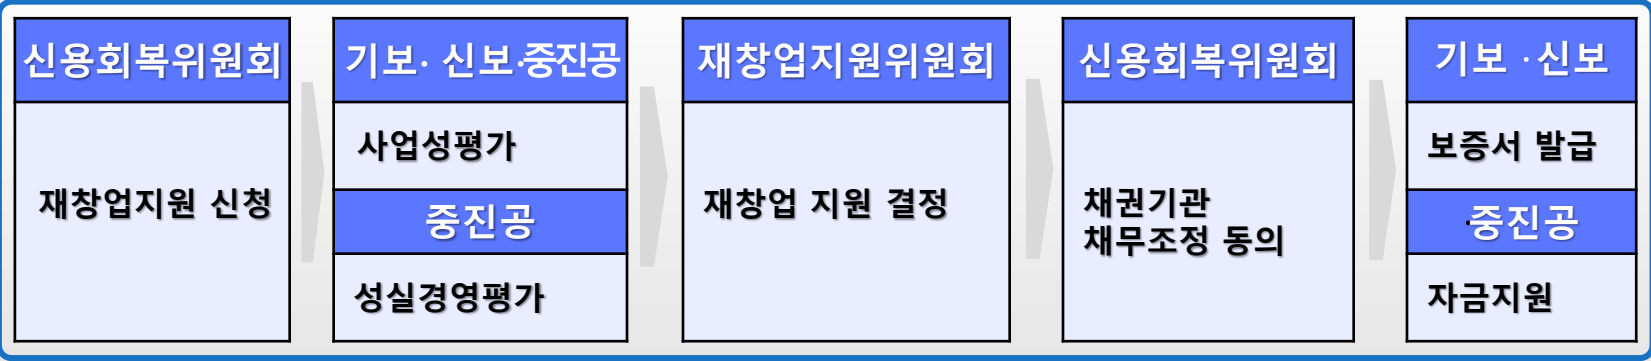 신용회복위원회
재창업지원 신청
기보· 신보·중진공
사업성평가
중진공
성실경영평가
재창업지원위원회
재창업 지원 결정
신용회복위원회
채권기관
채무조정 동의
기보 ·신보
보증서 발급
·중진공
자금지원